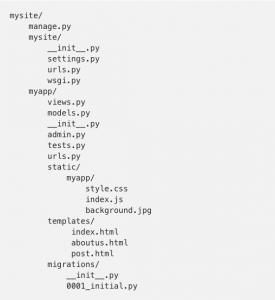 mysite/
manage.py
mysite/
__init__.py
settings.py
urls.py
wsgi.py
myapp/
views.py
models.py
__init__.py
admin.py
tests.py
urls.py
static/
myapp/
style.css
index.js
background.jpg
templates/
index.html
aboutus.html
post.html
migrations/
__init__.py
0001_initial.py